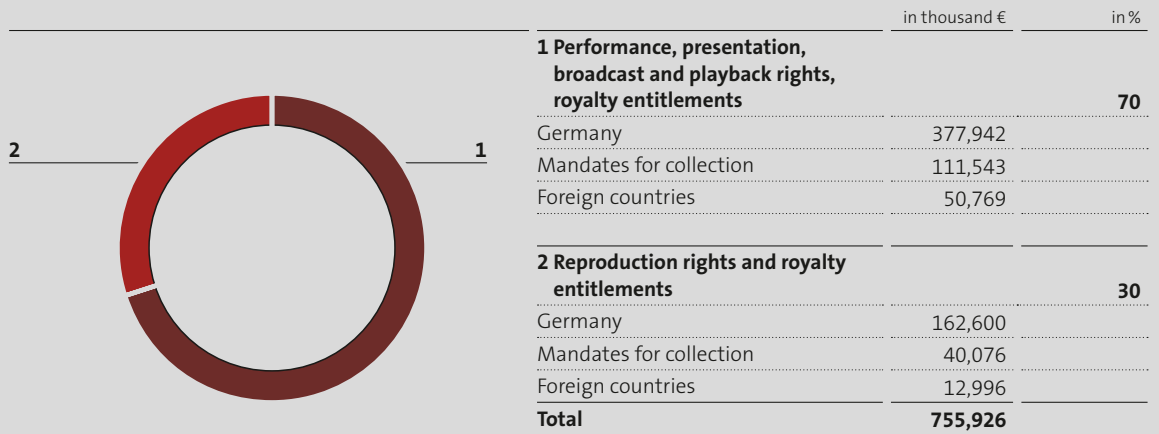 in thousand € in %
1 Performance, presentation,
broadcast and playback rights,
royalty entitlements 70
Germany 377,942
Mandates for collection 111,543
Foreign countries 50,769
2 Reproduction rights and royalty
entitlements 30
Germany 162,600
Mandates for collection 40,076
Foreign countries 12,996
Total 755,926
2
1